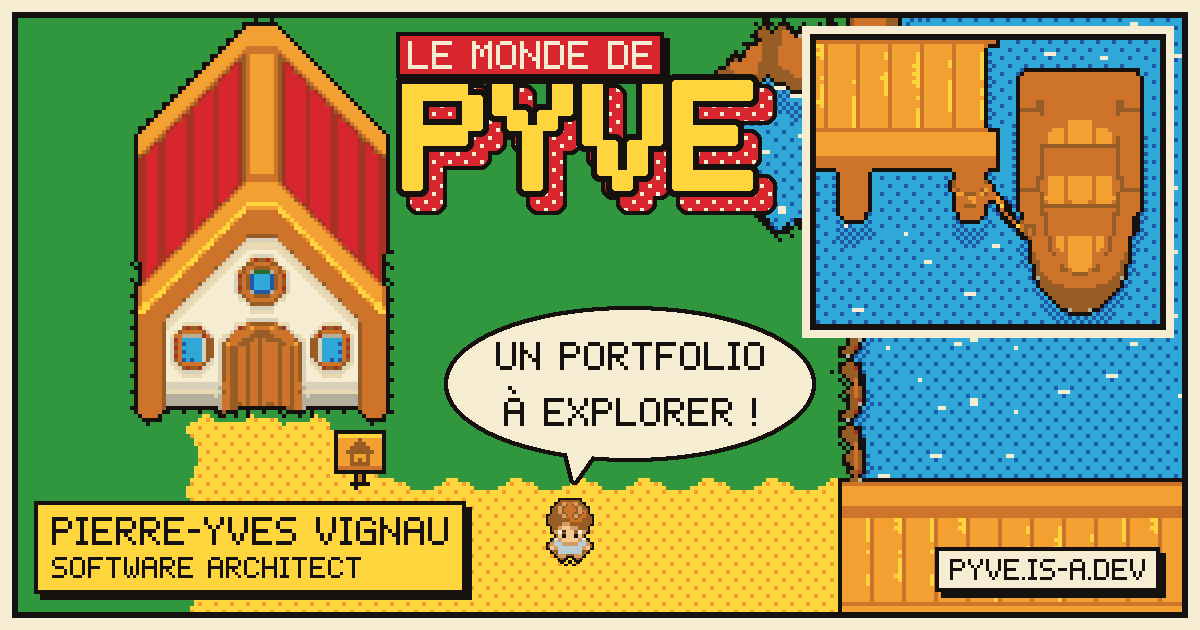 LE MONDE DE
PYVE
UN PORTFOLIO
À EXPLORER !
PIERRE-YVES VIGNAU
SOFTWARE ARCHITECT
PYVE.IS-A.DEV